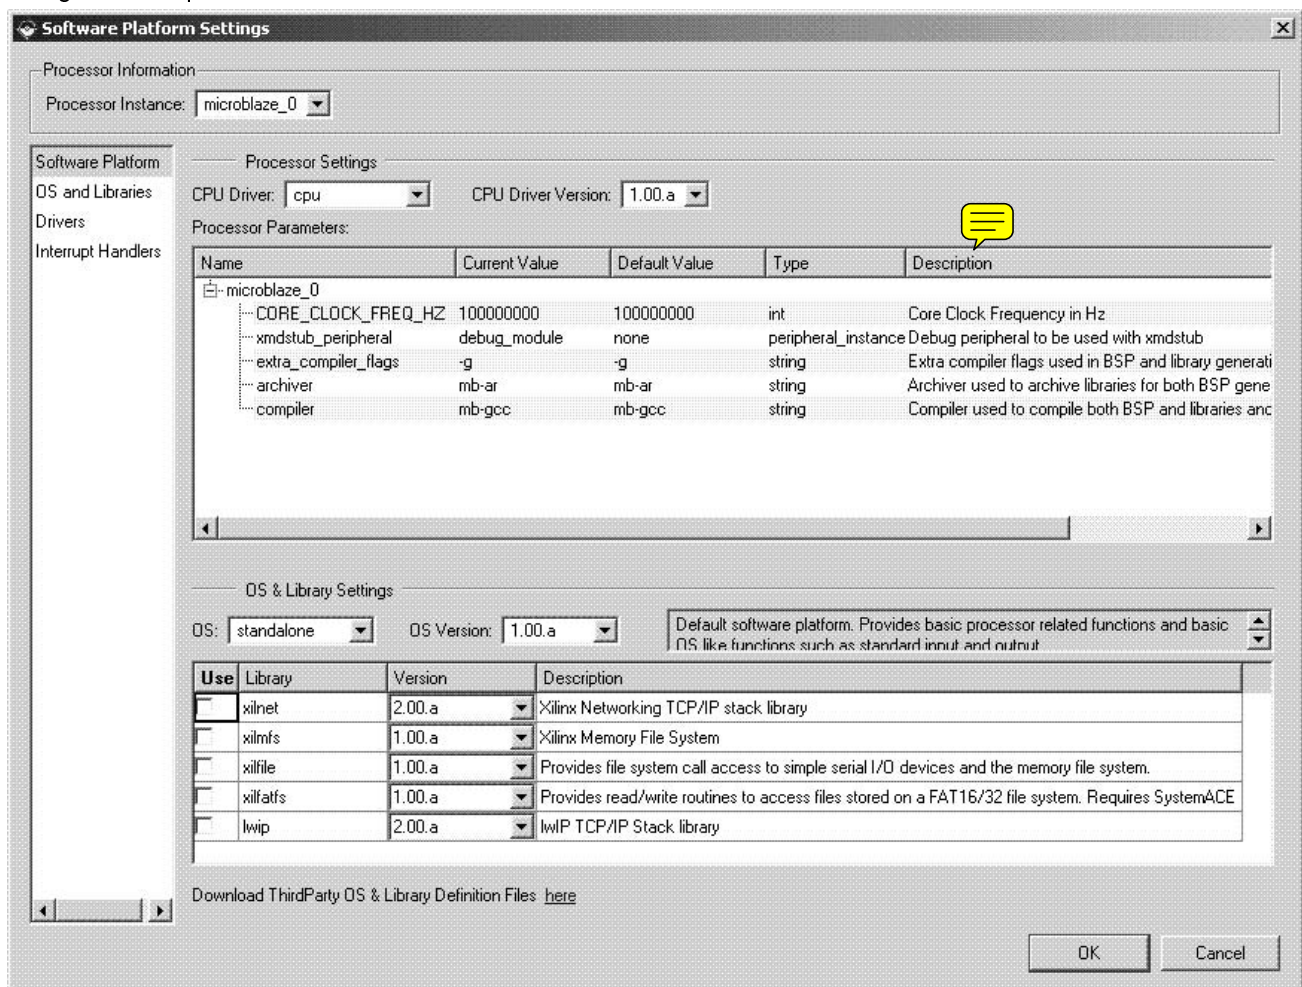 Software Platform Settings
Processor Information
Processor Instance: microblaze_0
Software Platform
OS and Libraries
Drivers
Interrupt Handlers
Processor Settings
CPU Driver: cpu CPU Driver Version: 1.00.a
Processor Parameters:
Name Current Value Default Value Type Description
microblaze_0
CORE_CLOCK_FREQ_HZ 100000000 100000000 int Core Clock Frequency in Hz
xmdstub_peripheral debug_module none peripheral_instance Debug peripheral to be used with xmdstub
extra_compiler_flags -g -g string Extra compiler flags used in BSP and library generati
archiver mb-ar mb-ar string Archiver used to archive libraries for both BSP gene
compiler mb-gcc mb-gcc string Compiler used to compile both BSP and libraries anc
OS & Library Settings
OS: standalone OS Version: 1.00.a
Default software platform. Provides basic processor related functions and basic
OS like functions such as standard input and output
Use Library Version Description
xilnet 2.00.a Xilinx Networking TCP/IP stack library
xilmfs 1.00.a Xilinx Memory File System
xilfile 1.00.a Provides file system call access to simple serial I/O devices and the memory file system.
xilfatfs 1.00.a Provides read/write routines to access files stored on a FAT16/32 file system. Requires SystemACE
lwip 2.00.a lwIP TCP/IP Stack library
Download ThirdParty OS & Library Definition Files here
OK Cancel